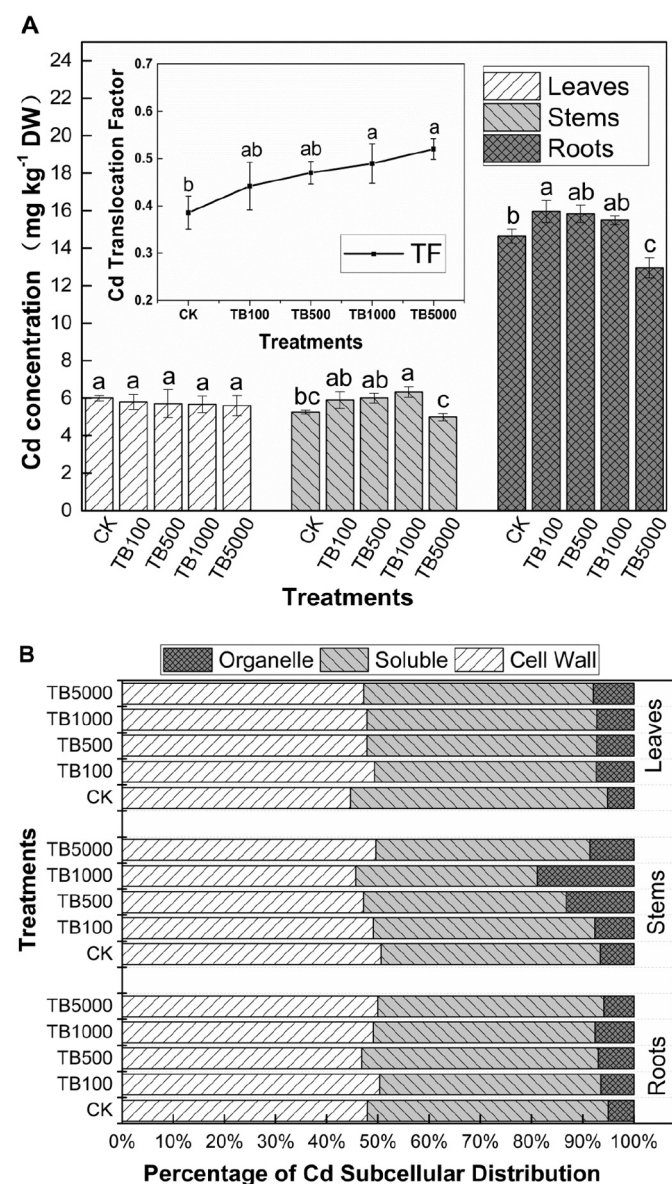 A
Cd concentration（mg kg-1 DW）
24
22
20
18
16
14
12
10
8
6
4
2
0
Leaves
Stems
Roots
Cd Translocation Factor
0.7
0.6
0.5
0.4
0.3
0.2
b ab ab a a
TF
CK TB100 TB500 TB1000 TB5000
Treatments
a a a a a
bc ab ab a c
b a ab ab c
CK TB100 TB500 TB1000 TB5000
CK TB100 TB500 TB1000 TB5000
CK TB100 TB500 TB1000 TB5000
Treatments
B
Organelle Soluble Cell Wall
Treatments
TB5000
TB1000
TB500
TB100
CK
Leaves
TB5000
TB1000
TB500
TB100
CK
Stems
TB5000
TB1000
TB500
TB100
CK
Roots
0% 10% 20% 30% 40% 50% 60% 70% 80% 90% 100%
Percentage of Cd Subcellular Distribution